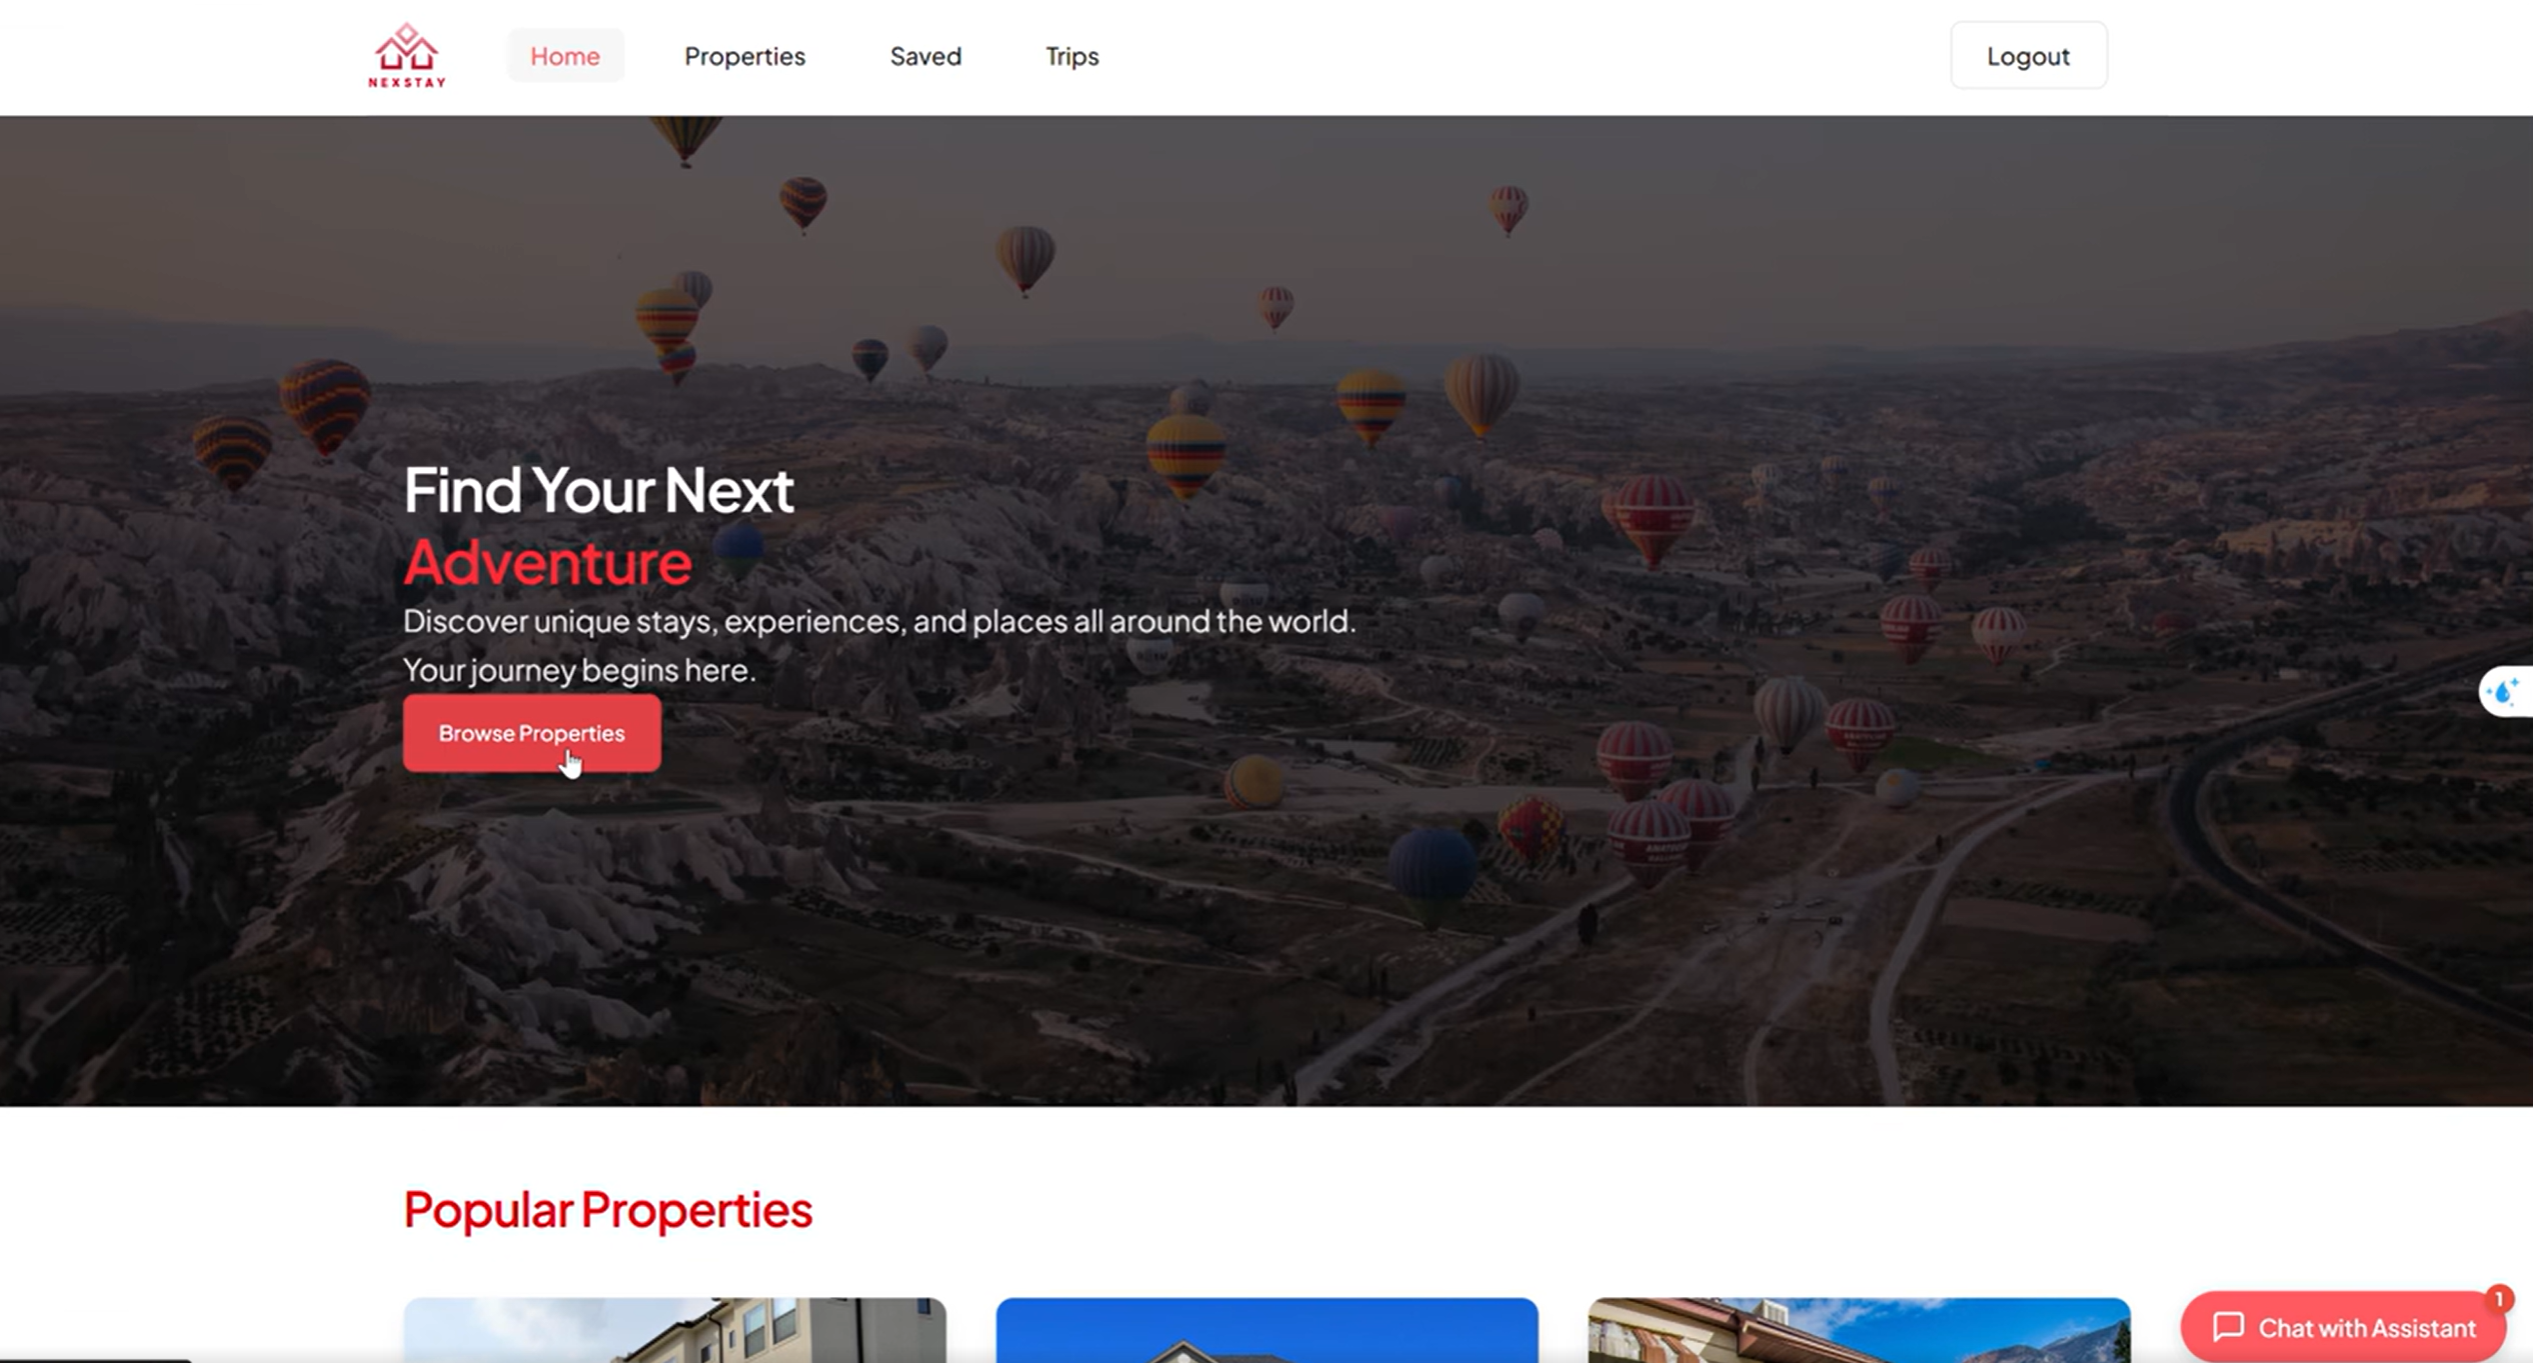 NEXSTAY
Home
Properties
Saved
Trips
Logout
Find Your Next
Adventure
Discover unique stays, experiences, and places all around the world.
Your journey begins here.
Browse Properties
Popular Properties
1
Chat with Assistant